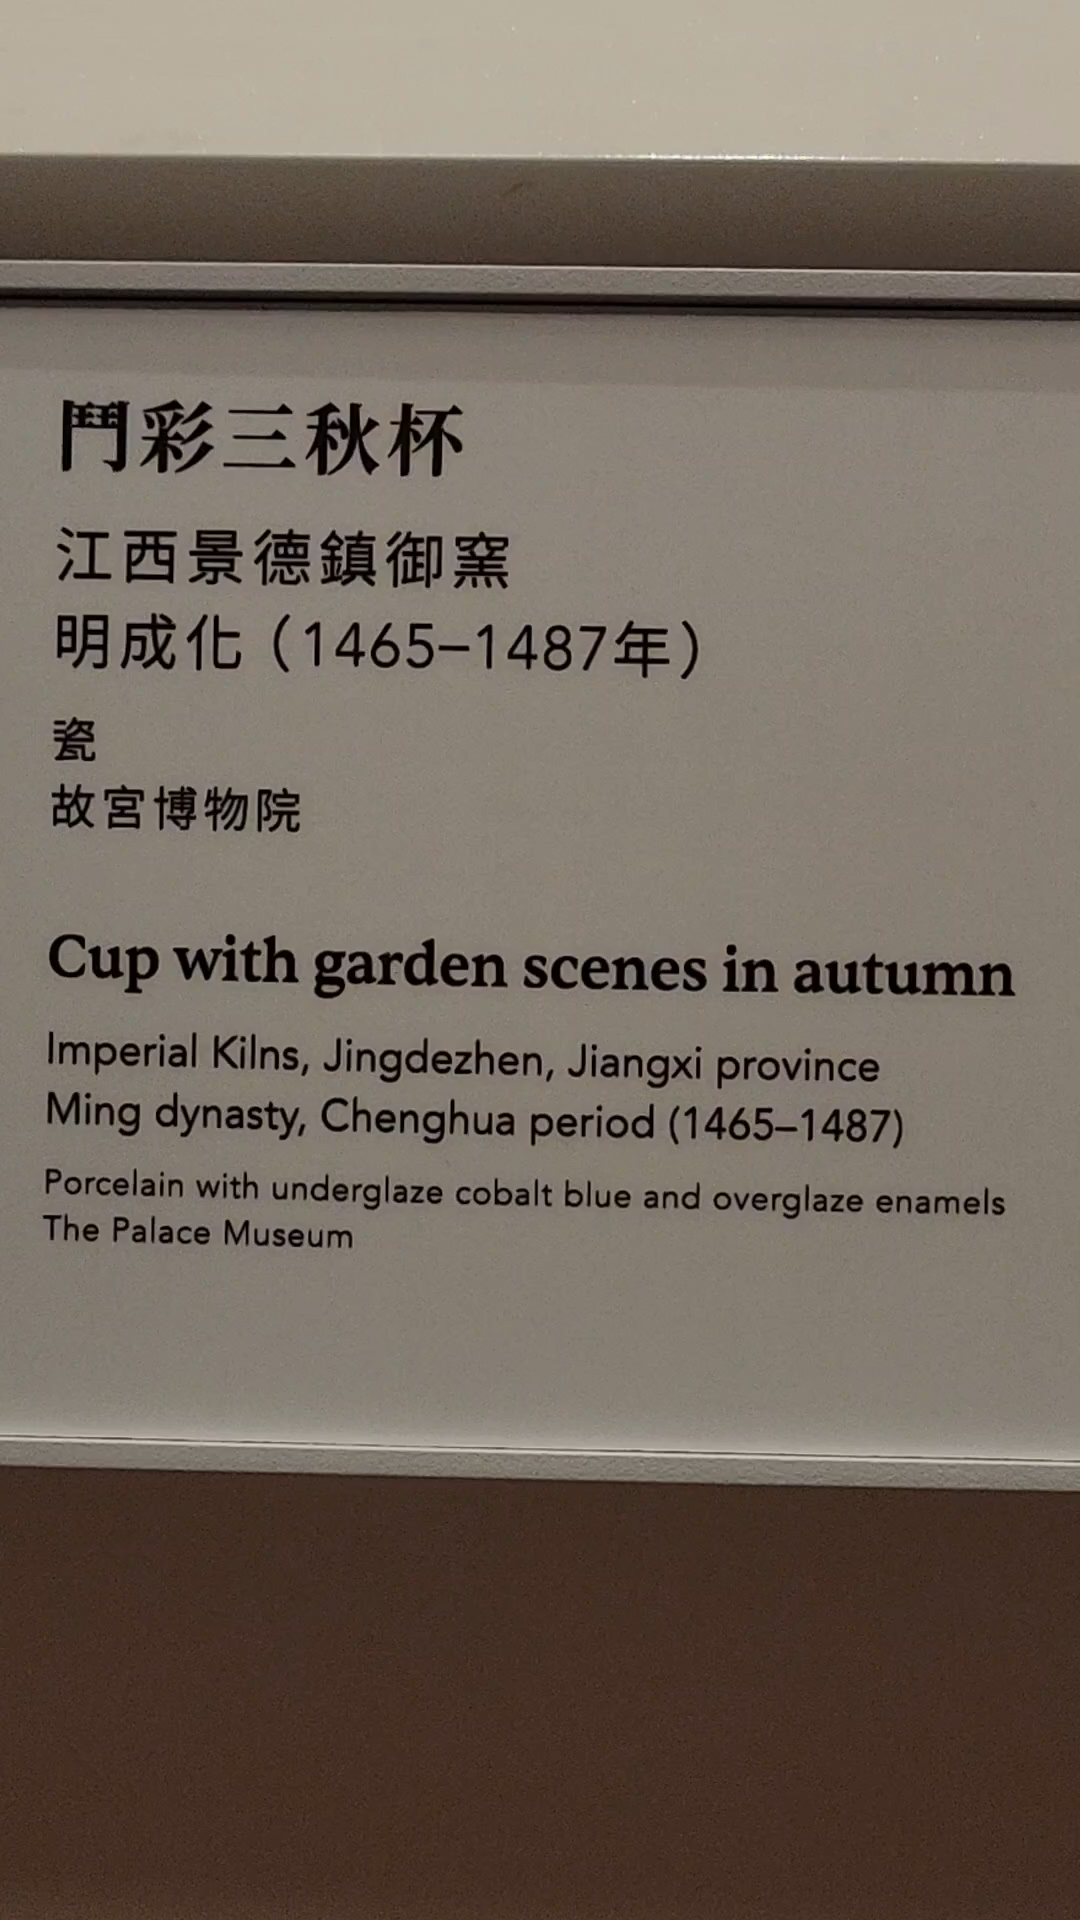 鬥彩三秋杯
江西景德鎮御窯
明成化（1465–1487年）
瓷
故宮博物院
Cup with garden scenes in autumn
Imperial Kilns, Jingdezhen, Jiangxi province
Ming dynasty, Chenghua period (1465–1487)
Porcelain with underglaze cobalt blue and overglaze enamels
The Palace Museum